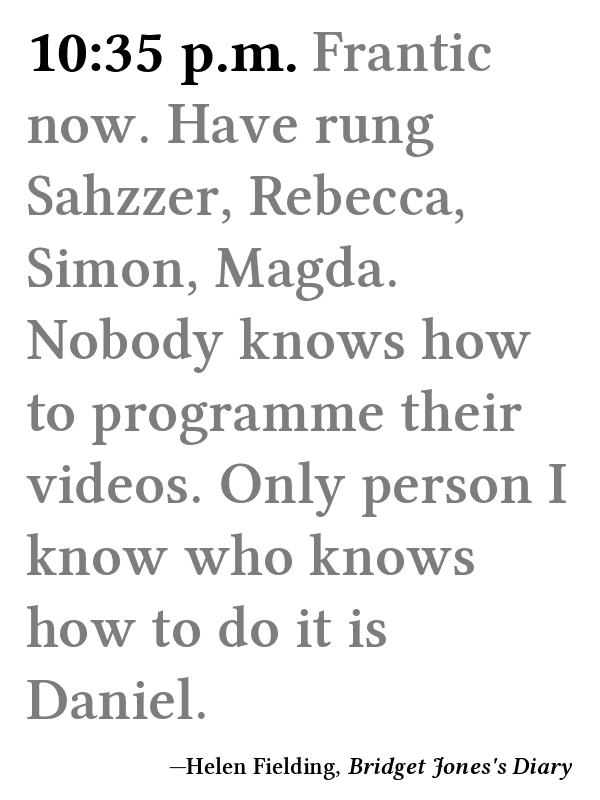 10:35 p.m. Frantic
now. Have rung
Sahzzer, Rebecca,
Simon, Magda.
Nobody knows how
to programme their
videos. Only person I
know who knows
how to do it is
Daniel.
—Helen Fielding, Bridget Jones's Diary